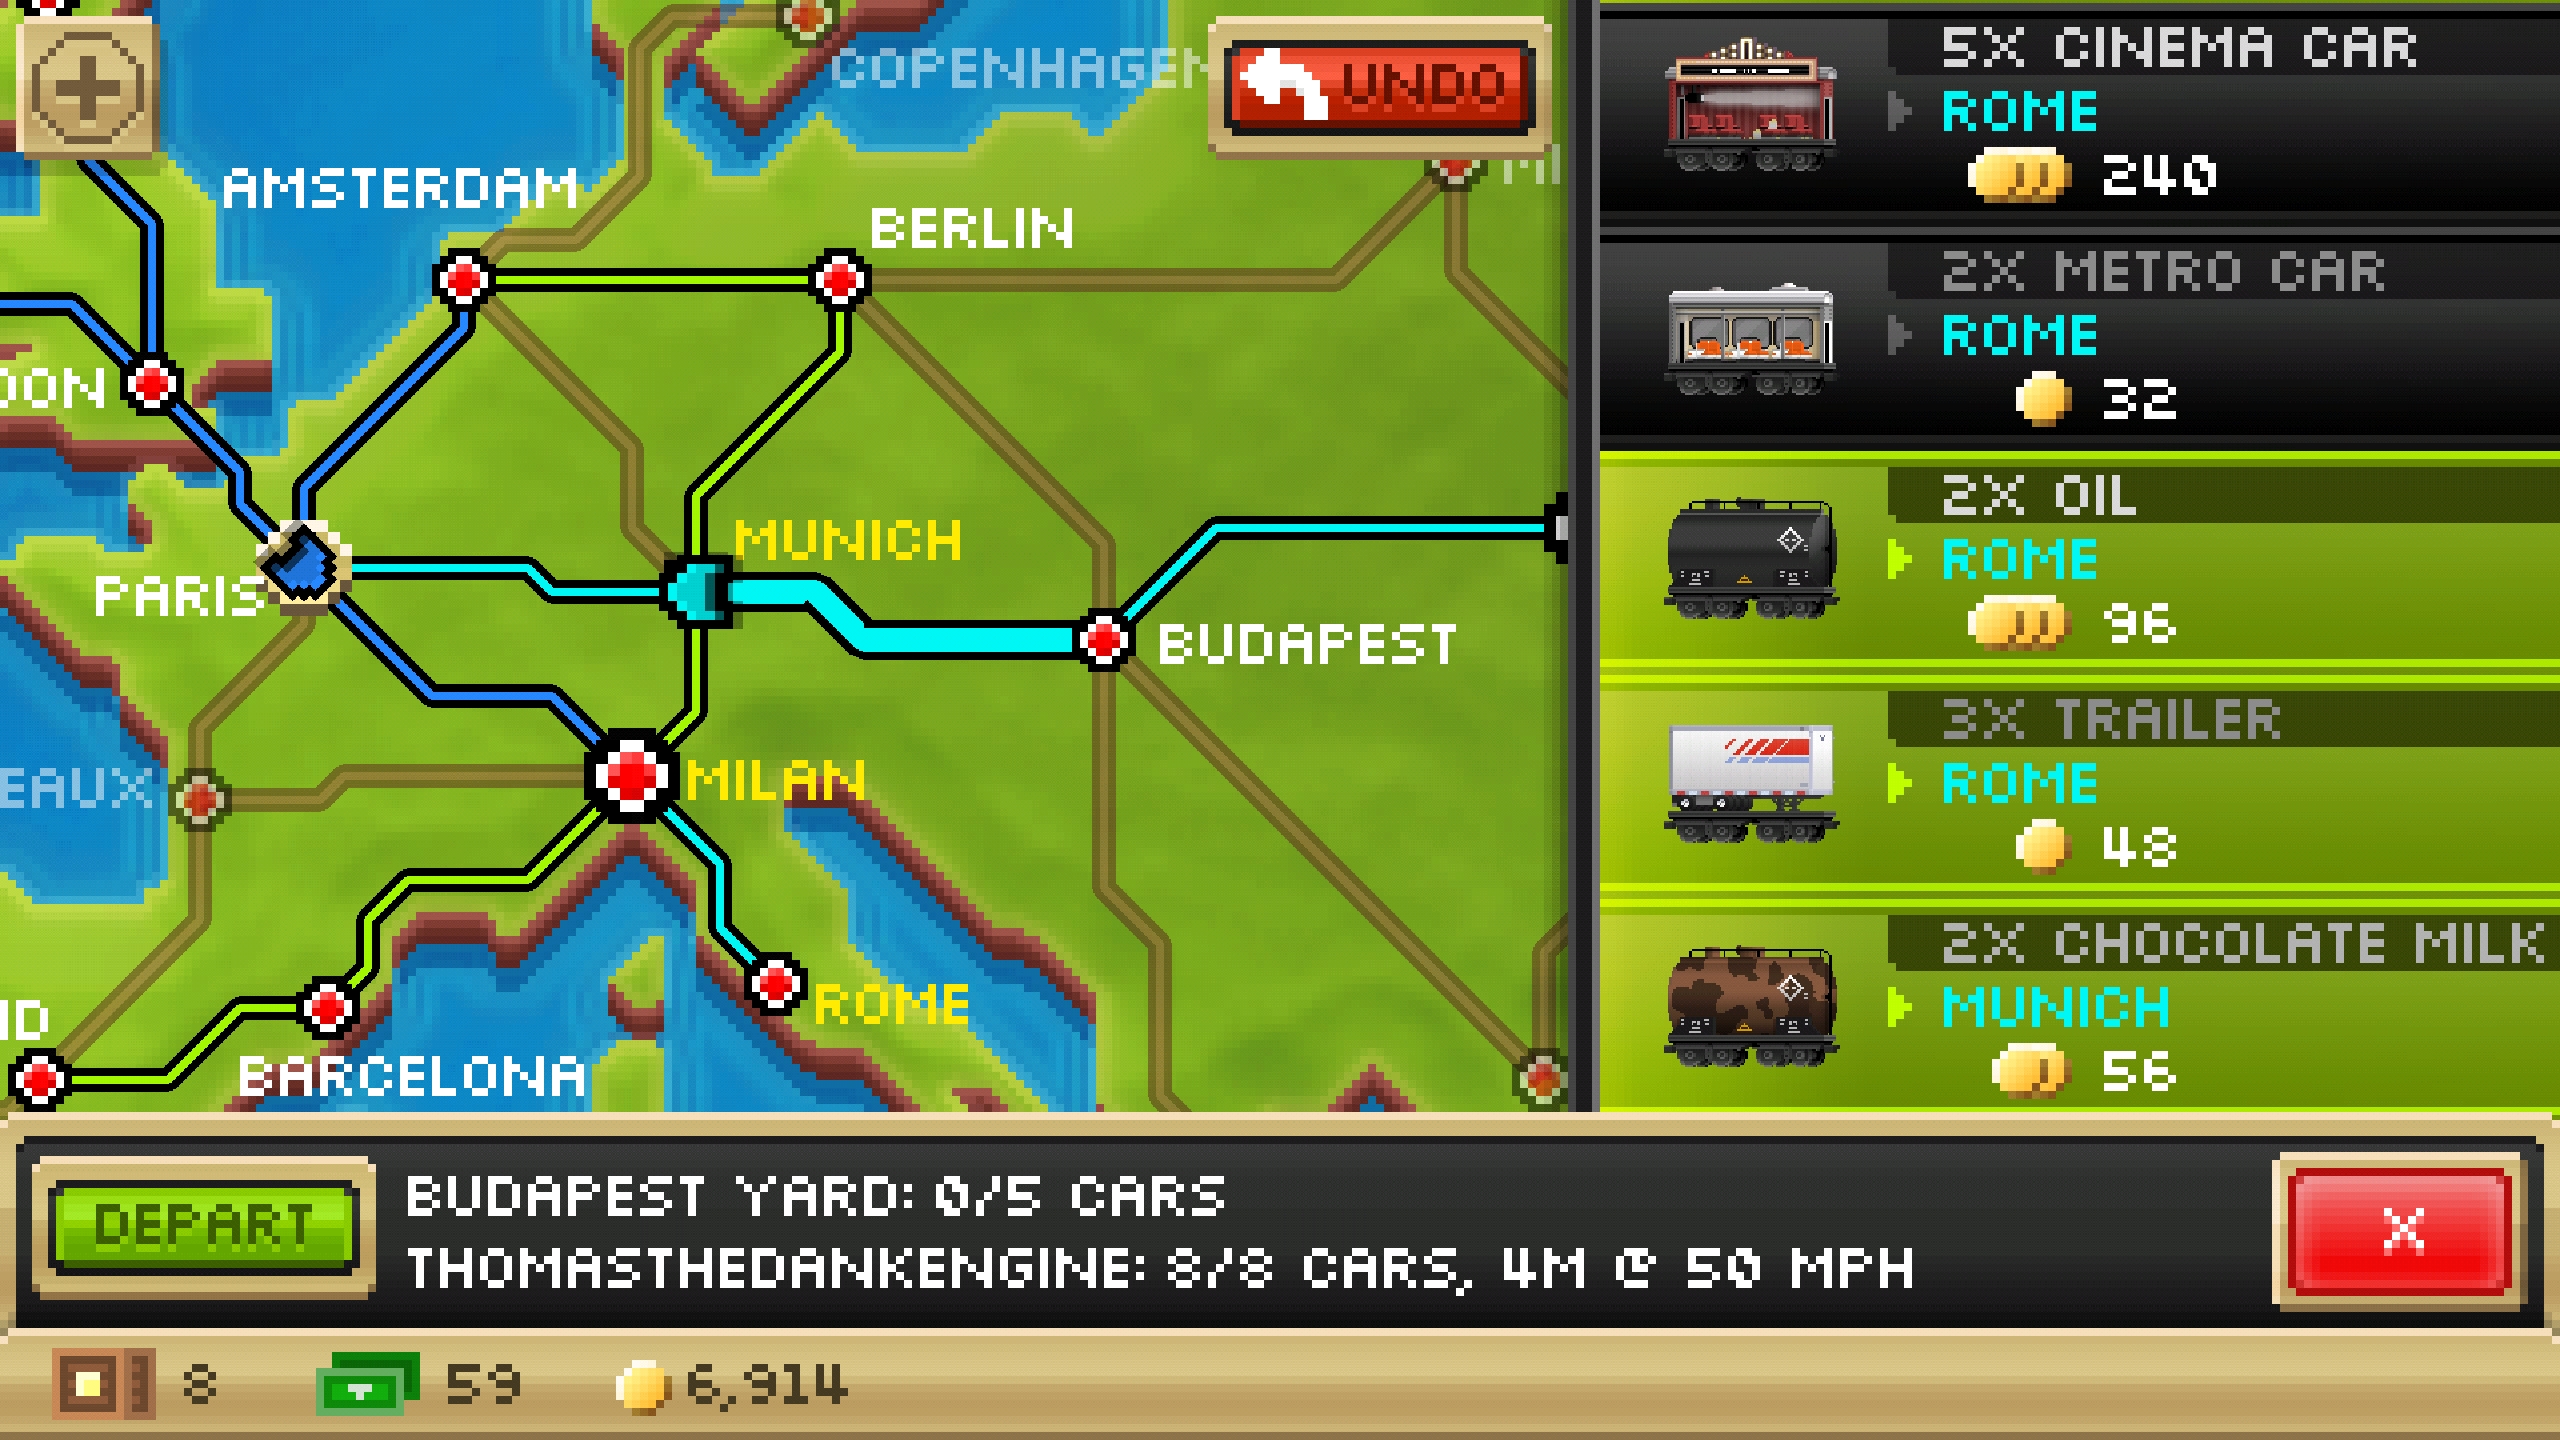 COPENHAGEN
UNDO
AMSTERDAM
BERLIN
MI
DON
MUNICH
PARIS
BUDAPEST
EAUX
MILAN
ROME
ID
BARCELONA
5X CINEMA CAR
ROME
240
2X METRO CAR
ROME
32
2X OIL
ROME
96
3X TRAILER
ROME
48
2X CHOCOLATE MILK
MUNICH
56
DEPART
BUDAPEST YARD: 0/5 CARS
THOMASTHEDANKENGINE: 8/8 CARS, 4M @ 50 MPH
X
8
59
6,914